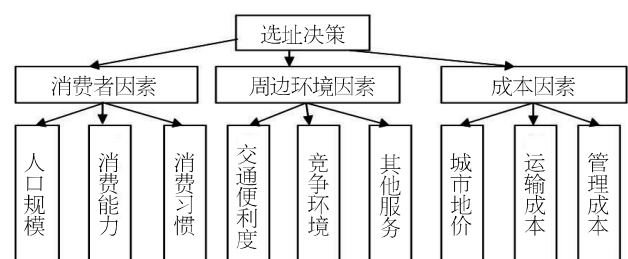 选址决策
消费者因素
周边环境因素
成本因素
人口规模
消费能力
消费习惯
交通便利度
竞争环境
其他服务
城市地价
运输成本
管理成本